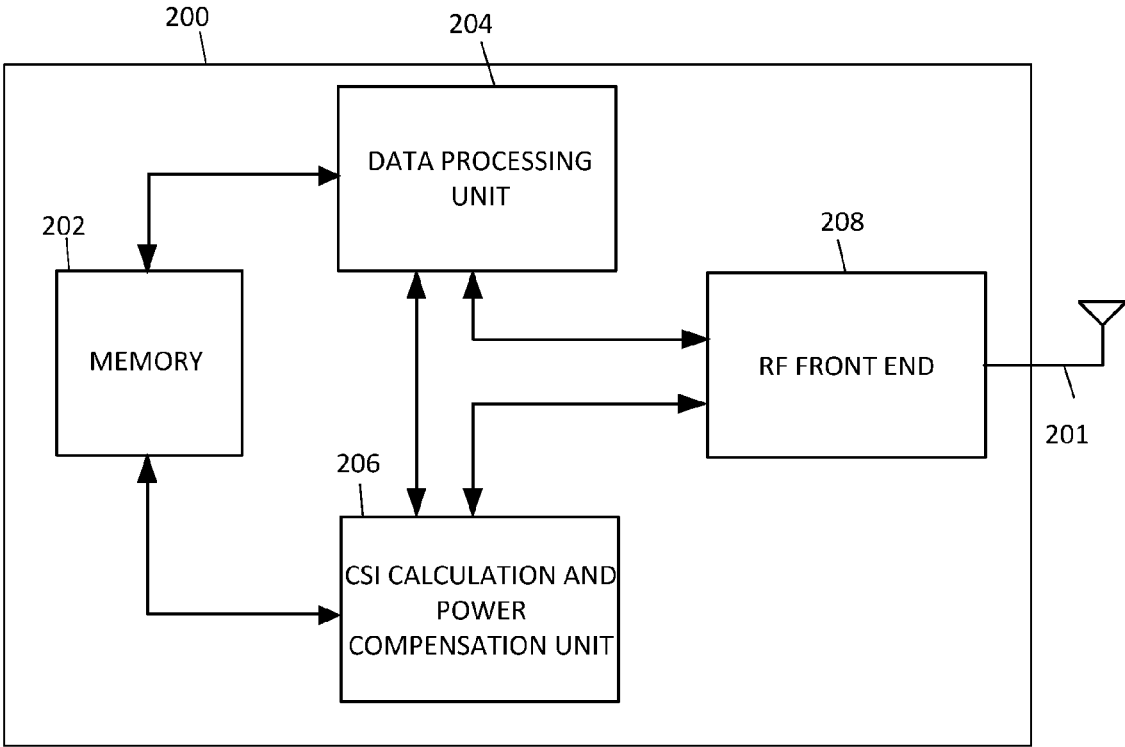 200
204
DATA PROCESSING
UNIT
202
MEMORY
208
RF FRONT END
201
206
CSI CALCULATION AND
POWER
COMPENSATION UNIT